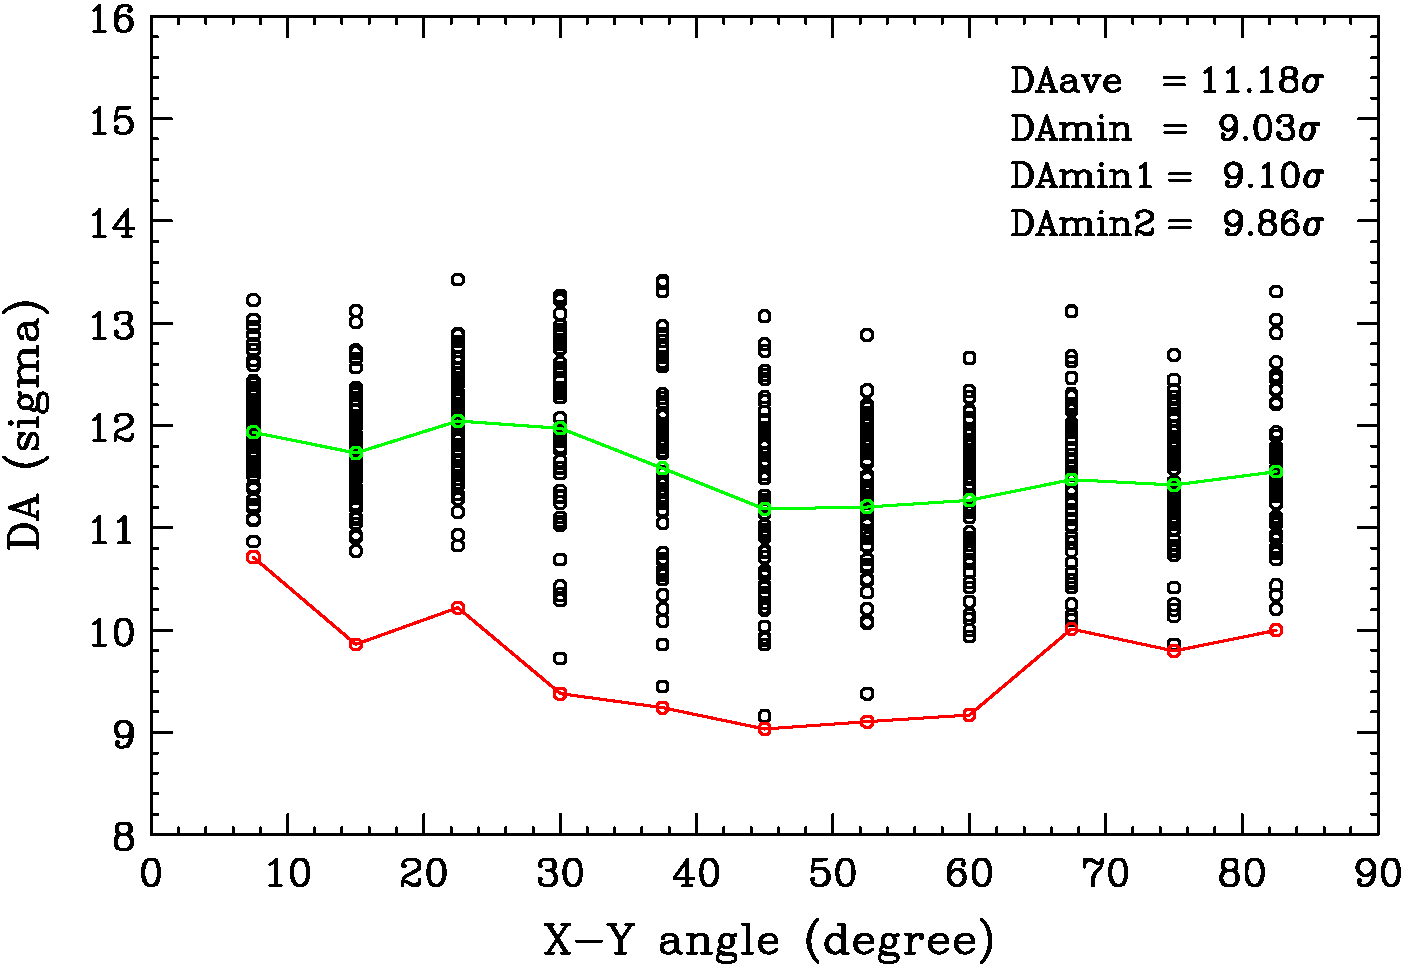 16
15
14
13
12
11
10
9
8
DA (sigma)
DAave = 11.18σ
DAmin = 9.03σ
DAmin1 = 9.10σ
DAmin2 = 9.86σ
0 10 20 30 40 50 60 70 80 90
X-Y angle (degree)